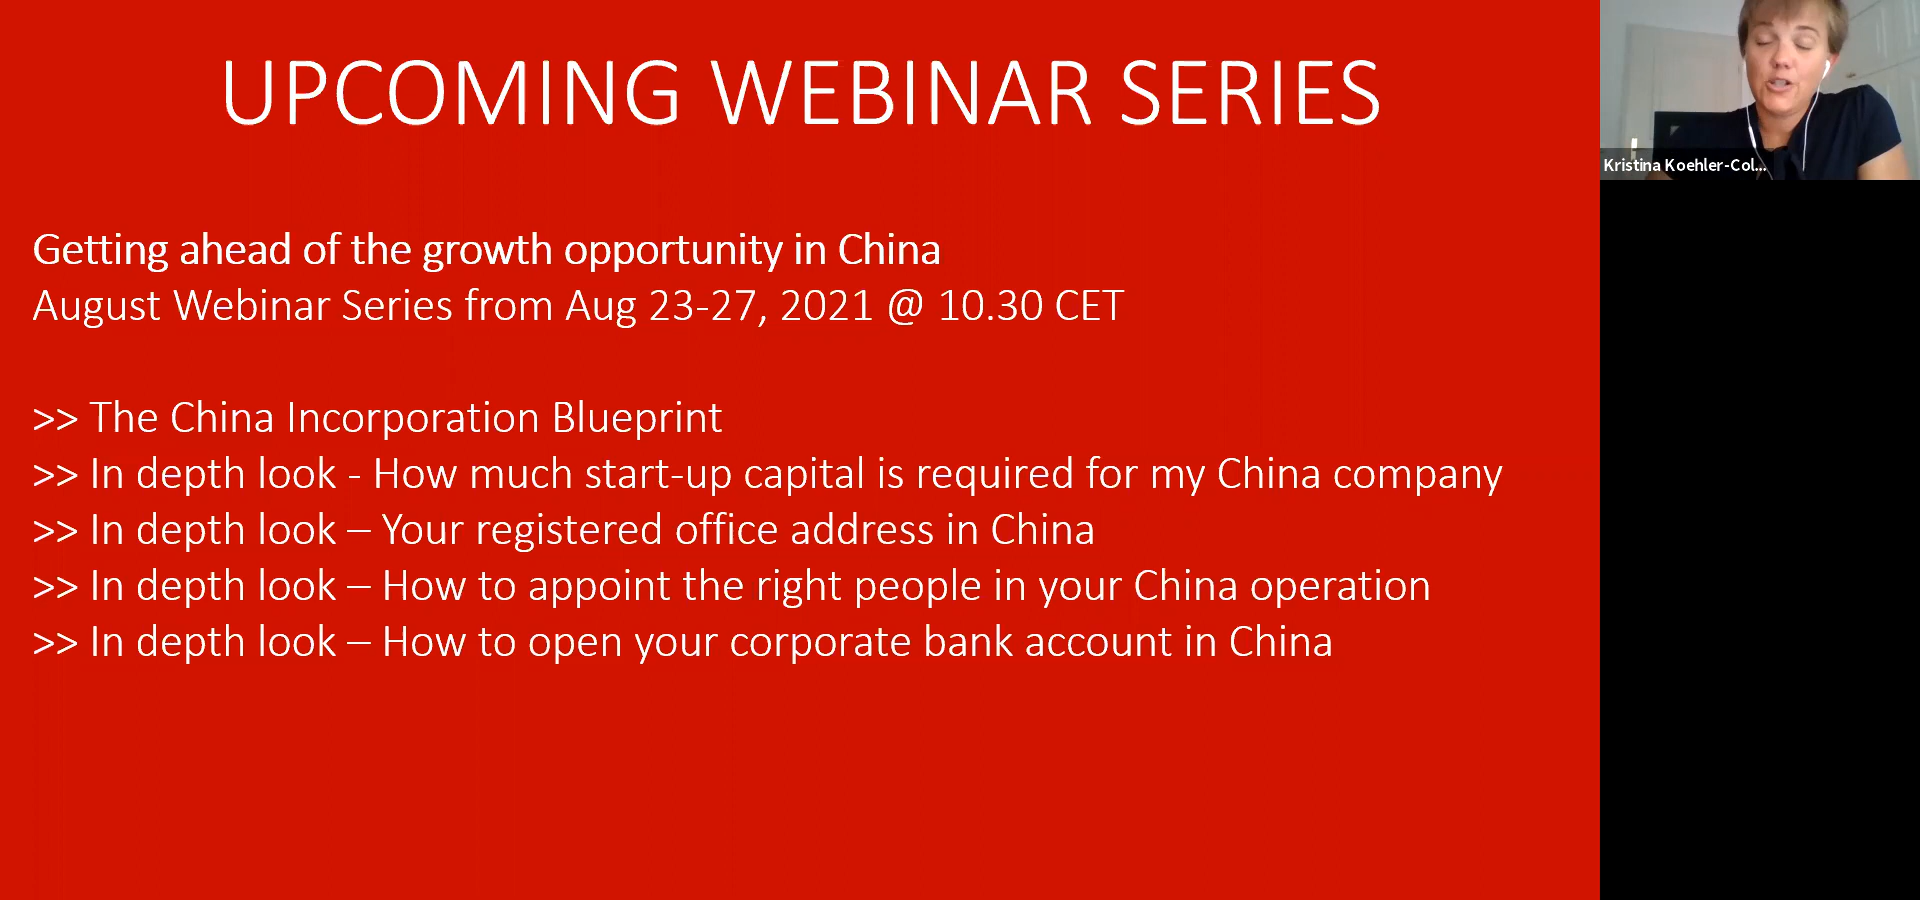 UPCOMING WEBINAR SERIES
Getting ahead of the growth opportunity in China
August Webinar Series from Aug 23-27, 2021 @ 10.30 CET
>> The China Incorporation Blueprint
>> In depth look - How much start-up capital is required for my China company
>> In depth look – Your registered office address in China
>> In depth look – How to appoint the right people in your China operation
>> In depth look – How to open your corporate bank account in China
Kristina Koehler-Col...